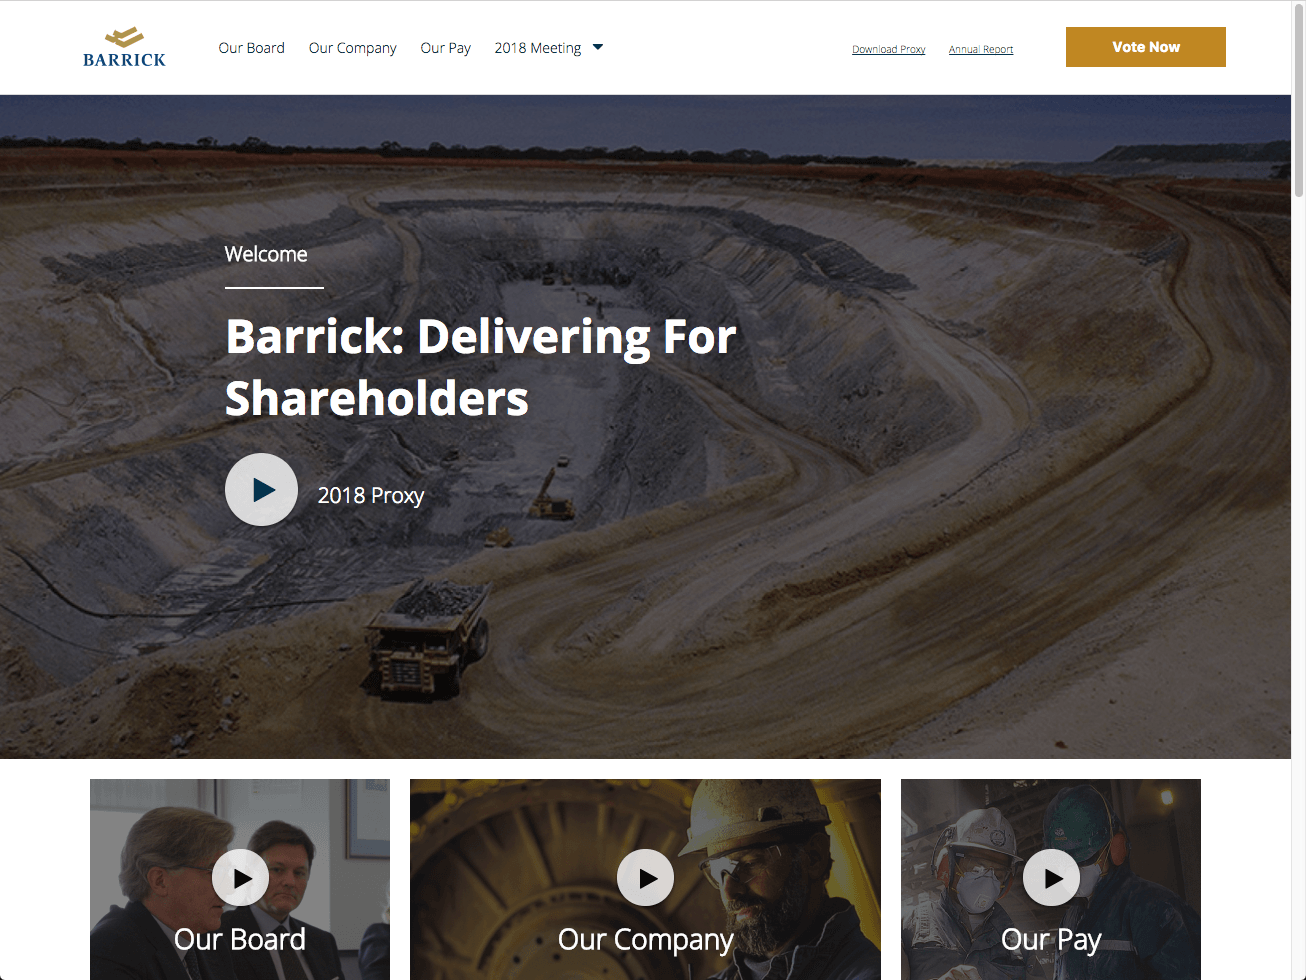 BARRICK
Our Board
Our Company
Our Pay
2018 Meeting
Download Proxy
Annual Report
Vote Now
Welcome
Barrick: Delivering For
Shareholders
2018 Proxy
Our Board
Our Company
Our Pay